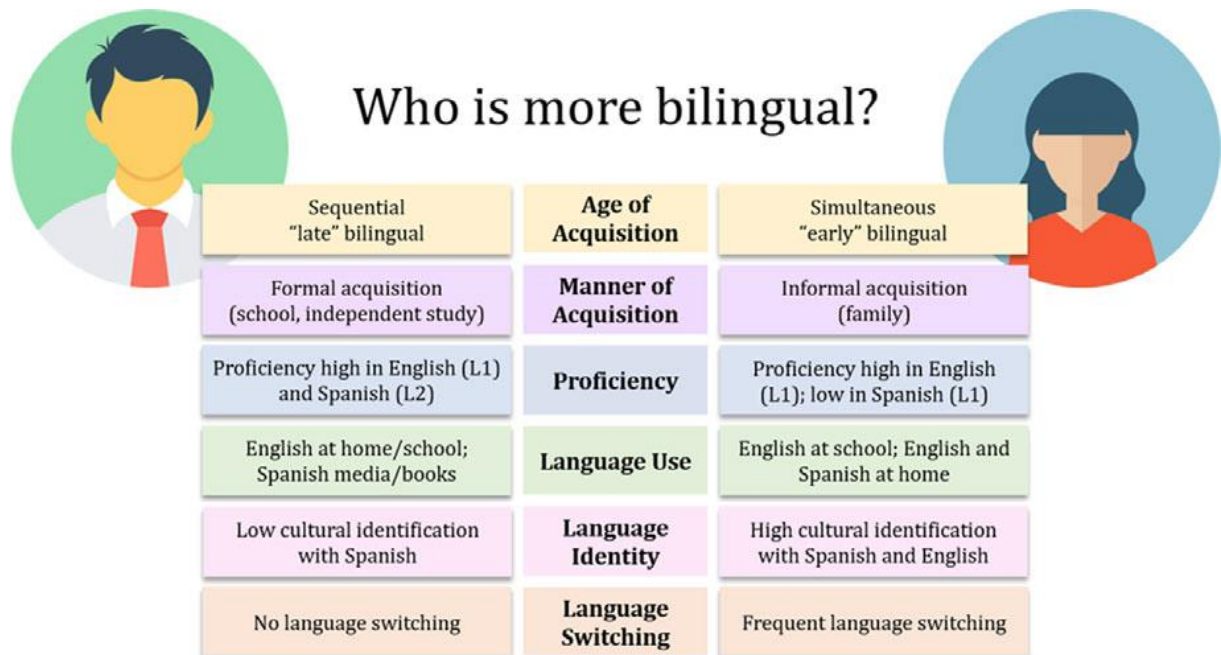 Who is more bilingual?
Sequential
“late” bilingual
Age of
Acquisition
Simultaneous
“early” bilingual
Formal acquisition
(school, independent study)
Manner of
Acquisition
Informal acquisition
(family)
Proficiency high in English (L1)
and Spanish (L2)
Proficiency
Proficiency high in English
(L1); low in Spanish (L1)
English at home/school;
Spanish media/books
Language Use
English at school; English and
Spanish at home
Low cultural identification
with Spanish
Language
Identity
High cultural identification
with Spanish and English
No language switching
Language
Switching
Frequent language switching